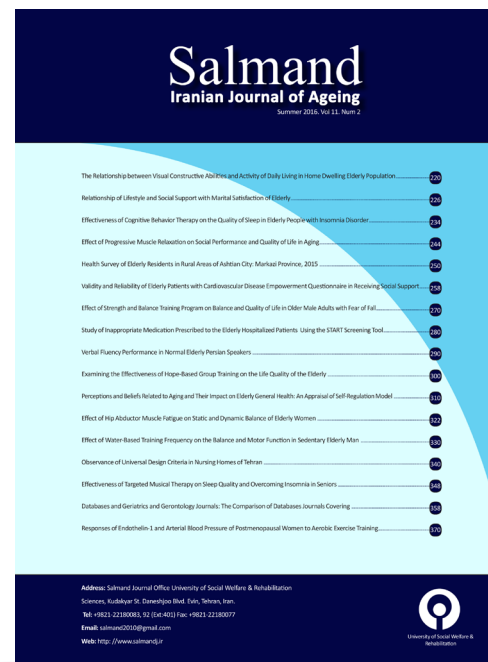 Salmand
Iranian Journal of Ageing
Summer 2016. Vol 11. Num 2
The Relationship between Visual Constructive Abilities and Activity of Daily Living in Home Dwelling Elderly Population 220
Relationship of Lifestyle and Social Support with Marital Satisfaction of Elderly 226
Effectiveness of Cognitive Behavior Therapy on the Quality of Sleep in Elderly People with Insomnia Disorder 234
Effect of Progressive Muscle Relaxation on Social Performance and Quality of Life in Aging 244
Health Survey of Elderly Residents in Rural Areas of Ashtian City: Markazi Province, 2015 250
Validity and Reliability of Elderly Patients with Cardiovascular Disease Empowerment Questionnaire in Receiving Social Support 258
Effect of Strength and Balance Training Program on Balance and Quality of Life in Older Male Adults with Fear of Fall 270
Study of Inappropriate Medication Prescribed to the Elderly Hospitalized Patients Using the START Screening Tool 280
Verbal Fluency Performance in Normal Elderly Persian Speakers 290
Examining the Effectiveness of Hope-Based Group Training on the Life Quality of the Elderly 300
Perceptions and Beliefs Related to Aging and Their Impact on Elderly General Health: An Appraisal of Self-Regulation Model 310
Effect of Hip Abductor Muscle Fatigue on Static and Dynamic Balance of Elderly Women 322
Effect of Water-Based Training Frequency on the Balance and Motor Function in Sedentary Elderly Man 330
Observance of Universal Design Criteria in Nursing Homes of Tehran 340
Effectiveness of Targeted Musical Therapy on Sleep Quality and Overcoming Insomnia in Seniors 348
Databases and Geriatrics and Gerontology Journals: The Comparison of Databases Journals Covering 358
Responses of Endothelin-1 and Arterial Blood Pressure of Postmenopausal Women to Aerobic Exercise Training 370
Address: Salmand Journal Office University of Social Welfare & Rehabilitation
Sciences, Kudakyar St. Daneshjoo Blvd. Evin, Tehran, Iran.
Tel: +9821-22180083, 92 (Ext:401) Fax: +9821-22180077
Email: salmand2010@gmail.com
Web: http: //www.salmandj.ir
University of Social Welfare &
Rehabilitation